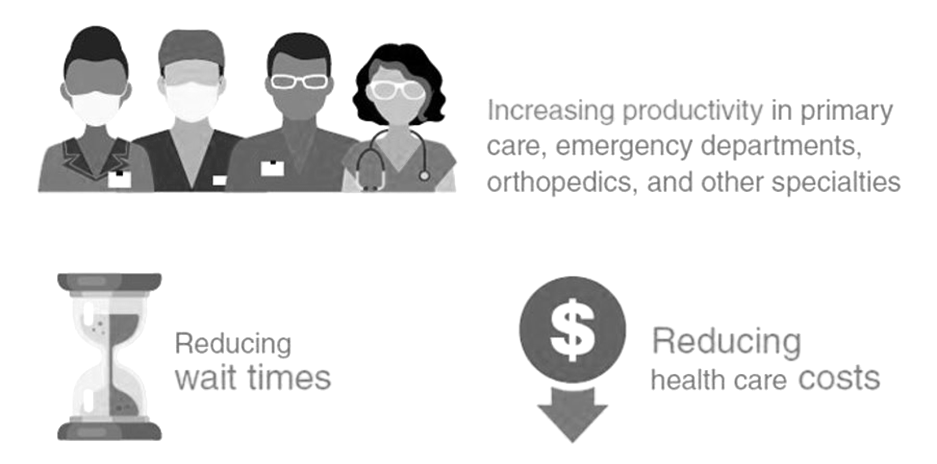 Increasing productivity in primary
care, emergency departments,
orthopedics, and other specialties
Reducing
wait times
$
Reducing
health care costs